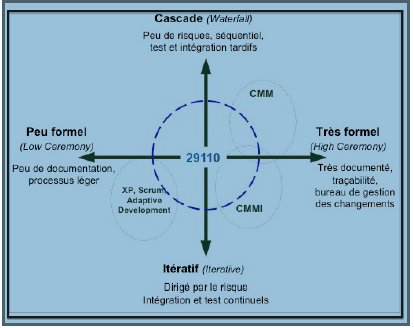 Cascade (Waterfall)
Peu de risques, séquentiel,
test et intégration tardifs
CMM
Peu formel
(Low Ceremony)
Peu de documentation,
processus léger
29110
Très formel
(High Ceremony)
Très documenté,
traçabilité,
bureau de gestion
des changements
XP, Scrum,
Adaptive
Development
CMMI
Itératif (Iterative)
Dirigé par le risque
Intégration et test continuels